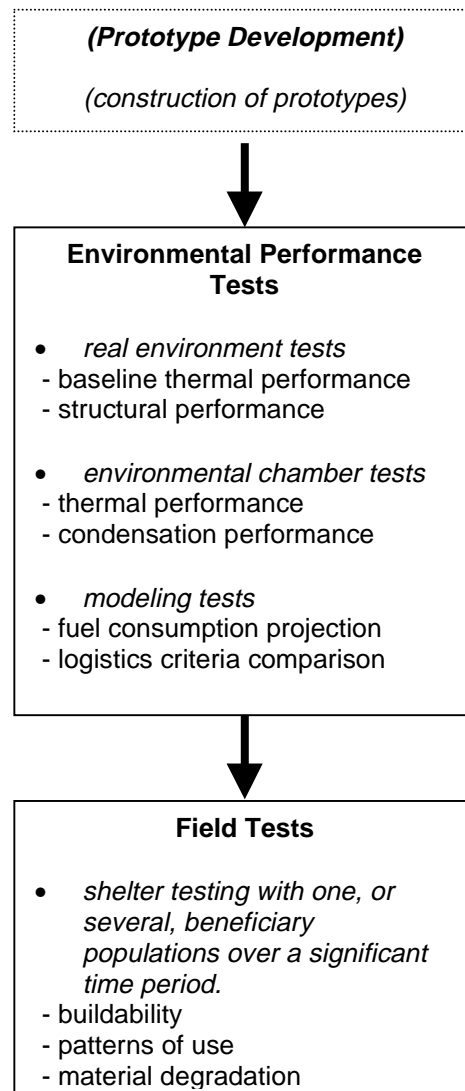 (Prototype Development)
(construction of prototypes)
Environmental Performance
Tests
• real environment tests
- baseline thermal performance
- structural performance
• environmental chamber tests
- thermal performance
- condensation performance
• modeling tests
- fuel consumption projection
- logistics criteria comparison
Field Tests
• shelter testing with one, or
several, beneficiary
populations over a significant
time period.
- buildability
- patterns of use
- material degradation